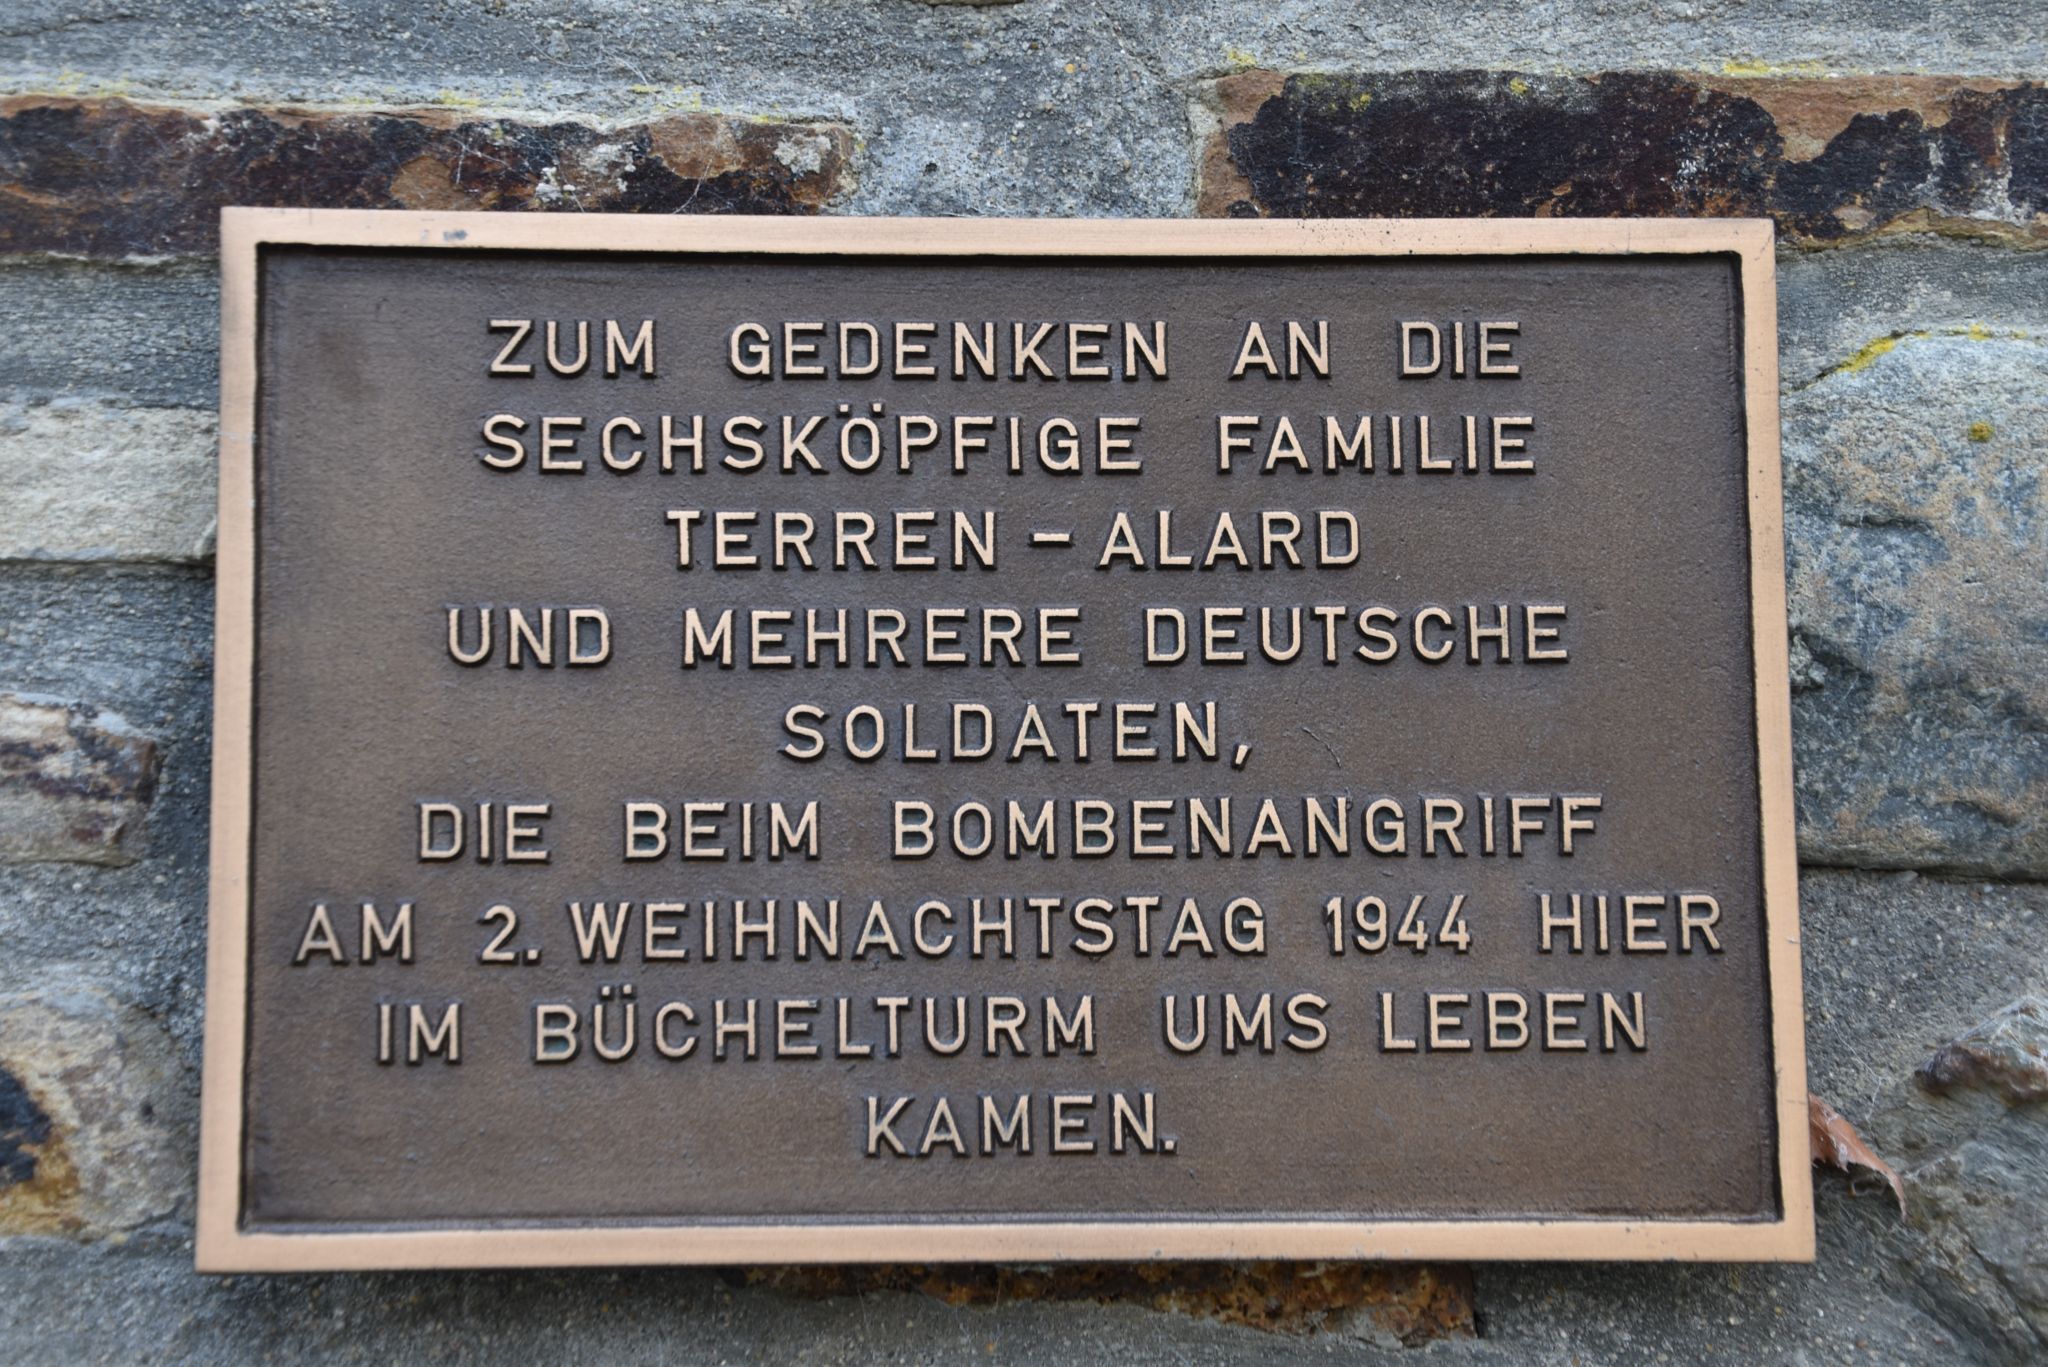 ZUM GEDENKEN AN DIE
SECHSKÖPFIGE FAMILIE
TERREN – ALARD
UND MEHRERE DEUTSCHE
SOLDATEN,
DIE BEIM BOMBENANGRIFF
AM 2. WEIHNACHTSTAG 1944 HIER
IM BÜCHELTURM UMS LEBEN
KAMEN.